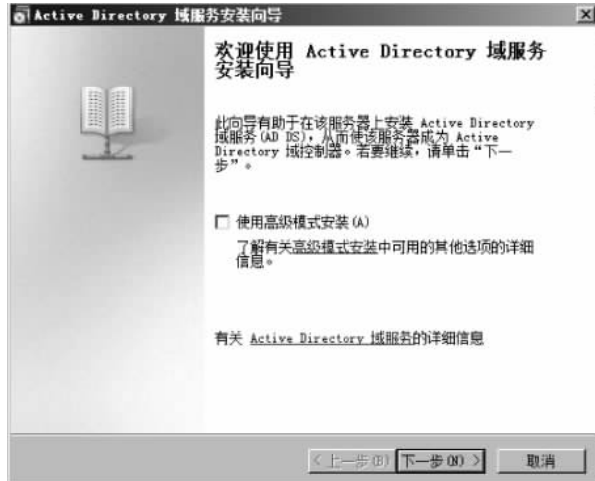 Active Directory 域服务安装向导
欢迎使用 Active Directory 域服务
安装向导
此向导有助于在该服务器上安装 Active Directory
域服务(AD DS)，从而使该服务器成为 Active
Directory 域控制器。若要继续，请单击“下一
步”。
使用高级模式安装(A)
了解有关高级模式安装中可用的其他选项的详细
信息。
有关 Active Directory 域服务的详细信息
< 上一步(B) 下一步(N) > 取消